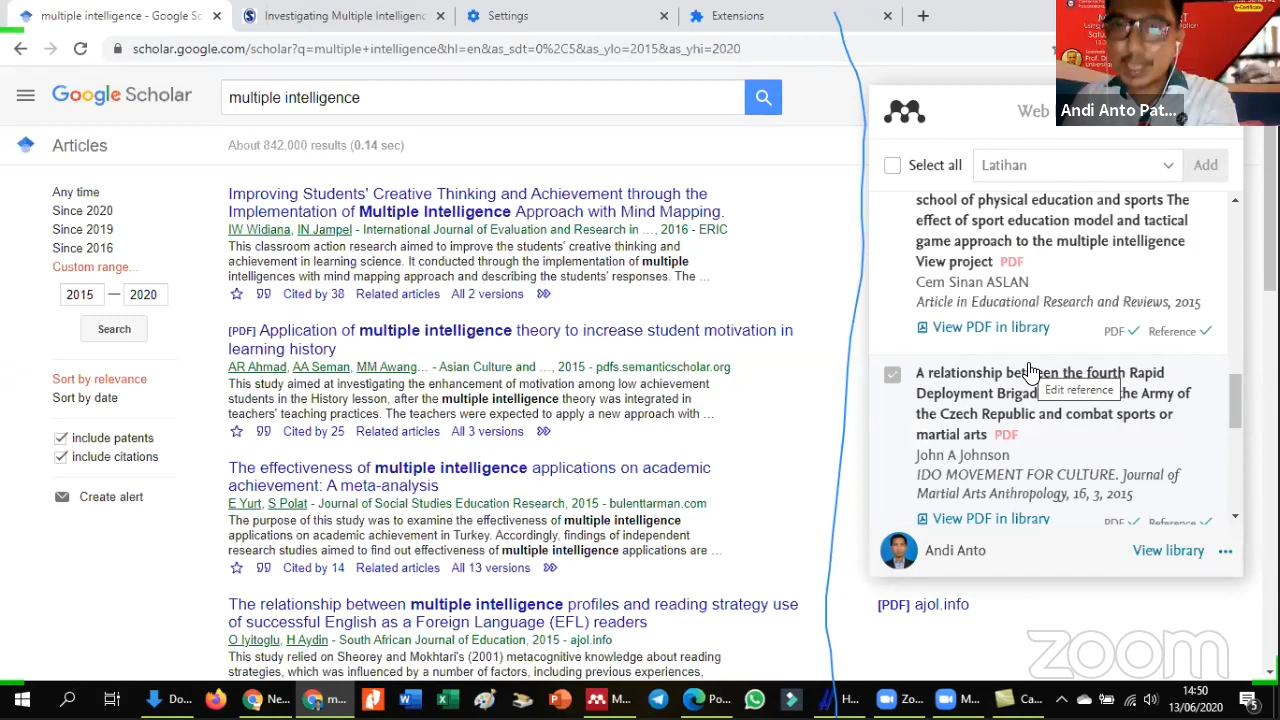 multiple intelligence - Google Sc
Investigating Multiple Intelligenc
Settings
Extensions
scholar.google.com/scholar?q=multiple+intelligence&hl=en&as_sdt=0%2C5&as_ylo=2015&as_yhi=2020
Andi Anto Pat...
Google Scholar
multiple intelligence
Web
Articles
About 842,000 results (0.14 sec)
Select all
Latihan
Add
Any time
Since 2020
Since 2019
Since 2016
Custom range...
2015 — 2020
Search
Sort by relevance
Sort by date
include patents
include citations
Create alert
Improving Students' Creative Thinking and Achievement through the
Implementation of Multiple Intelligence Approach with Mind Mapping.
IW Widiana, IN Jampel - International Journal of Evaluation and Research in …, 2016 - ERIC
This classroom action research aimed to improve the students' creative thinking and
achievement in learning science. It conducted through the implementation of multiple
intelligences with mind mapping approach and describing the students' responses. The …
Cited by 38 Related articles All 2 versions
[PDF] Application of multiple intelligence theory to increase student motivation in
learning history
AR Ahmad, AA Seman, MM Awang… - Asian Culture and …, 2015 - pdfs.semanticscholar.org
This study aimed at investigating the enhancement of motivation among low achievement
students in the History lesson, after the multiple intelligence theory was integrated in
teachers' teaching practices. The teachers were expected to apply a new approach with …
Cited by 25 Related articles All 3 versions
The effectiveness of multiple intelligence applications on academic
achievement: A meta-analysis
E Yurt, S Polat - Journal of Social Studies Education Research, 2015 - bulenttarman.com
The purpose of this study was to examine the effectiveness of multiple intelligence
applications on academic achievement in Turkey. Accordingly, findings of independent
research studies aimed to find out effectiveness of multiple intelligence applications are …
Cited by 14 Related articles All 13 versions
The relationship between multiple intelligence profiles and reading strategy use
of successful English as a Foreign Language (EFL) readers
O Iyitoglu, H Aydin - South African Journal of Education, 2015 - ajol.info
This study relied on Sheorey and Mokhtari's (2001) metacognitive knowledge about reading
strategies, which was influenced by a number of factors, including previous experiences,
school of physical education and sports The
effect of sport education model and tactical
game approach to the multiple intelligence
View project PDF
Cem Sinan ASLAN
Article in Educational Research and Reviews, 2015
View PDF in library
PDF Reference
A relationship between the fourth Rapid
Edit reference
Deployment Brigad the Army of
the Czech Republic and combat sports or
martial arts PDF
John A Johnson
IDO MOVEMENT FOR CULTURE. Journal of
Martial Arts Anthropology, 16, 3, 2015
View PDF in library
PDF Reference
Andi Anto
View library
[PDF] ajol.info
zoom
Do...
Ne...
m...
M...
Po...
H...
Zo...
M...
Ca...
14:50
13/06/2020
5